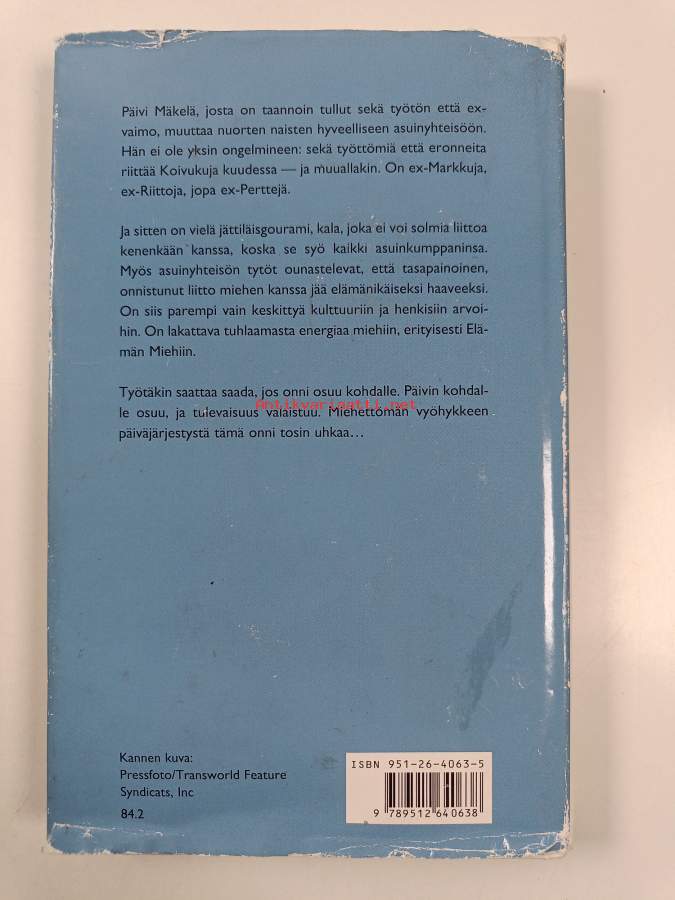 Päivi Mäkelä, josta on taannoin tullut sekä työtön että ex-
vaimo, muuttaa nuorten naisten hyveelliseen asuinyhteisöön.
Hän ei ole yksin ongelmineen: sekä työttömiä että eronneita
riittää Koivukuja kuudessa — ja muuallakin. On ex-Markkuja,
ex-Riittoja, jopa ex-Perttejä.
Ja sitten on vielä jättiläisgourami, kala, joka ei voi solmia liittoa
kenenkään kanssa, koska se syö kaikki asuinkumppaninsa.
Myös asuinyhteisön tytöt ounastelevat, että tasapainoinen,
onnistunut liitto miehen kanssa jää elämänikäiseksi haaveeksi.
On siis parempi vain keskittyä kulttuuriin ja henkisiin arvoi-
hin. On lakattava tuhlaamasta energiaa miehiin, erityisesti Elä-
män Miehiin.
Työtäkin saattaa saada, jos onni osuu kohdalle. Päivin kohdal-
Antikvariaatti.net
le osuu, ja tulevaisuus valaistuu. Miehettömän vyöhykkeen
päiväjärjestystä tämä onni tosin uhkaa...
Kannen kuva:
Pressfoto/Transworld Feature
Syndicats, Inc
84.2
ISBN 951-26-4063-5
9 789512 640638